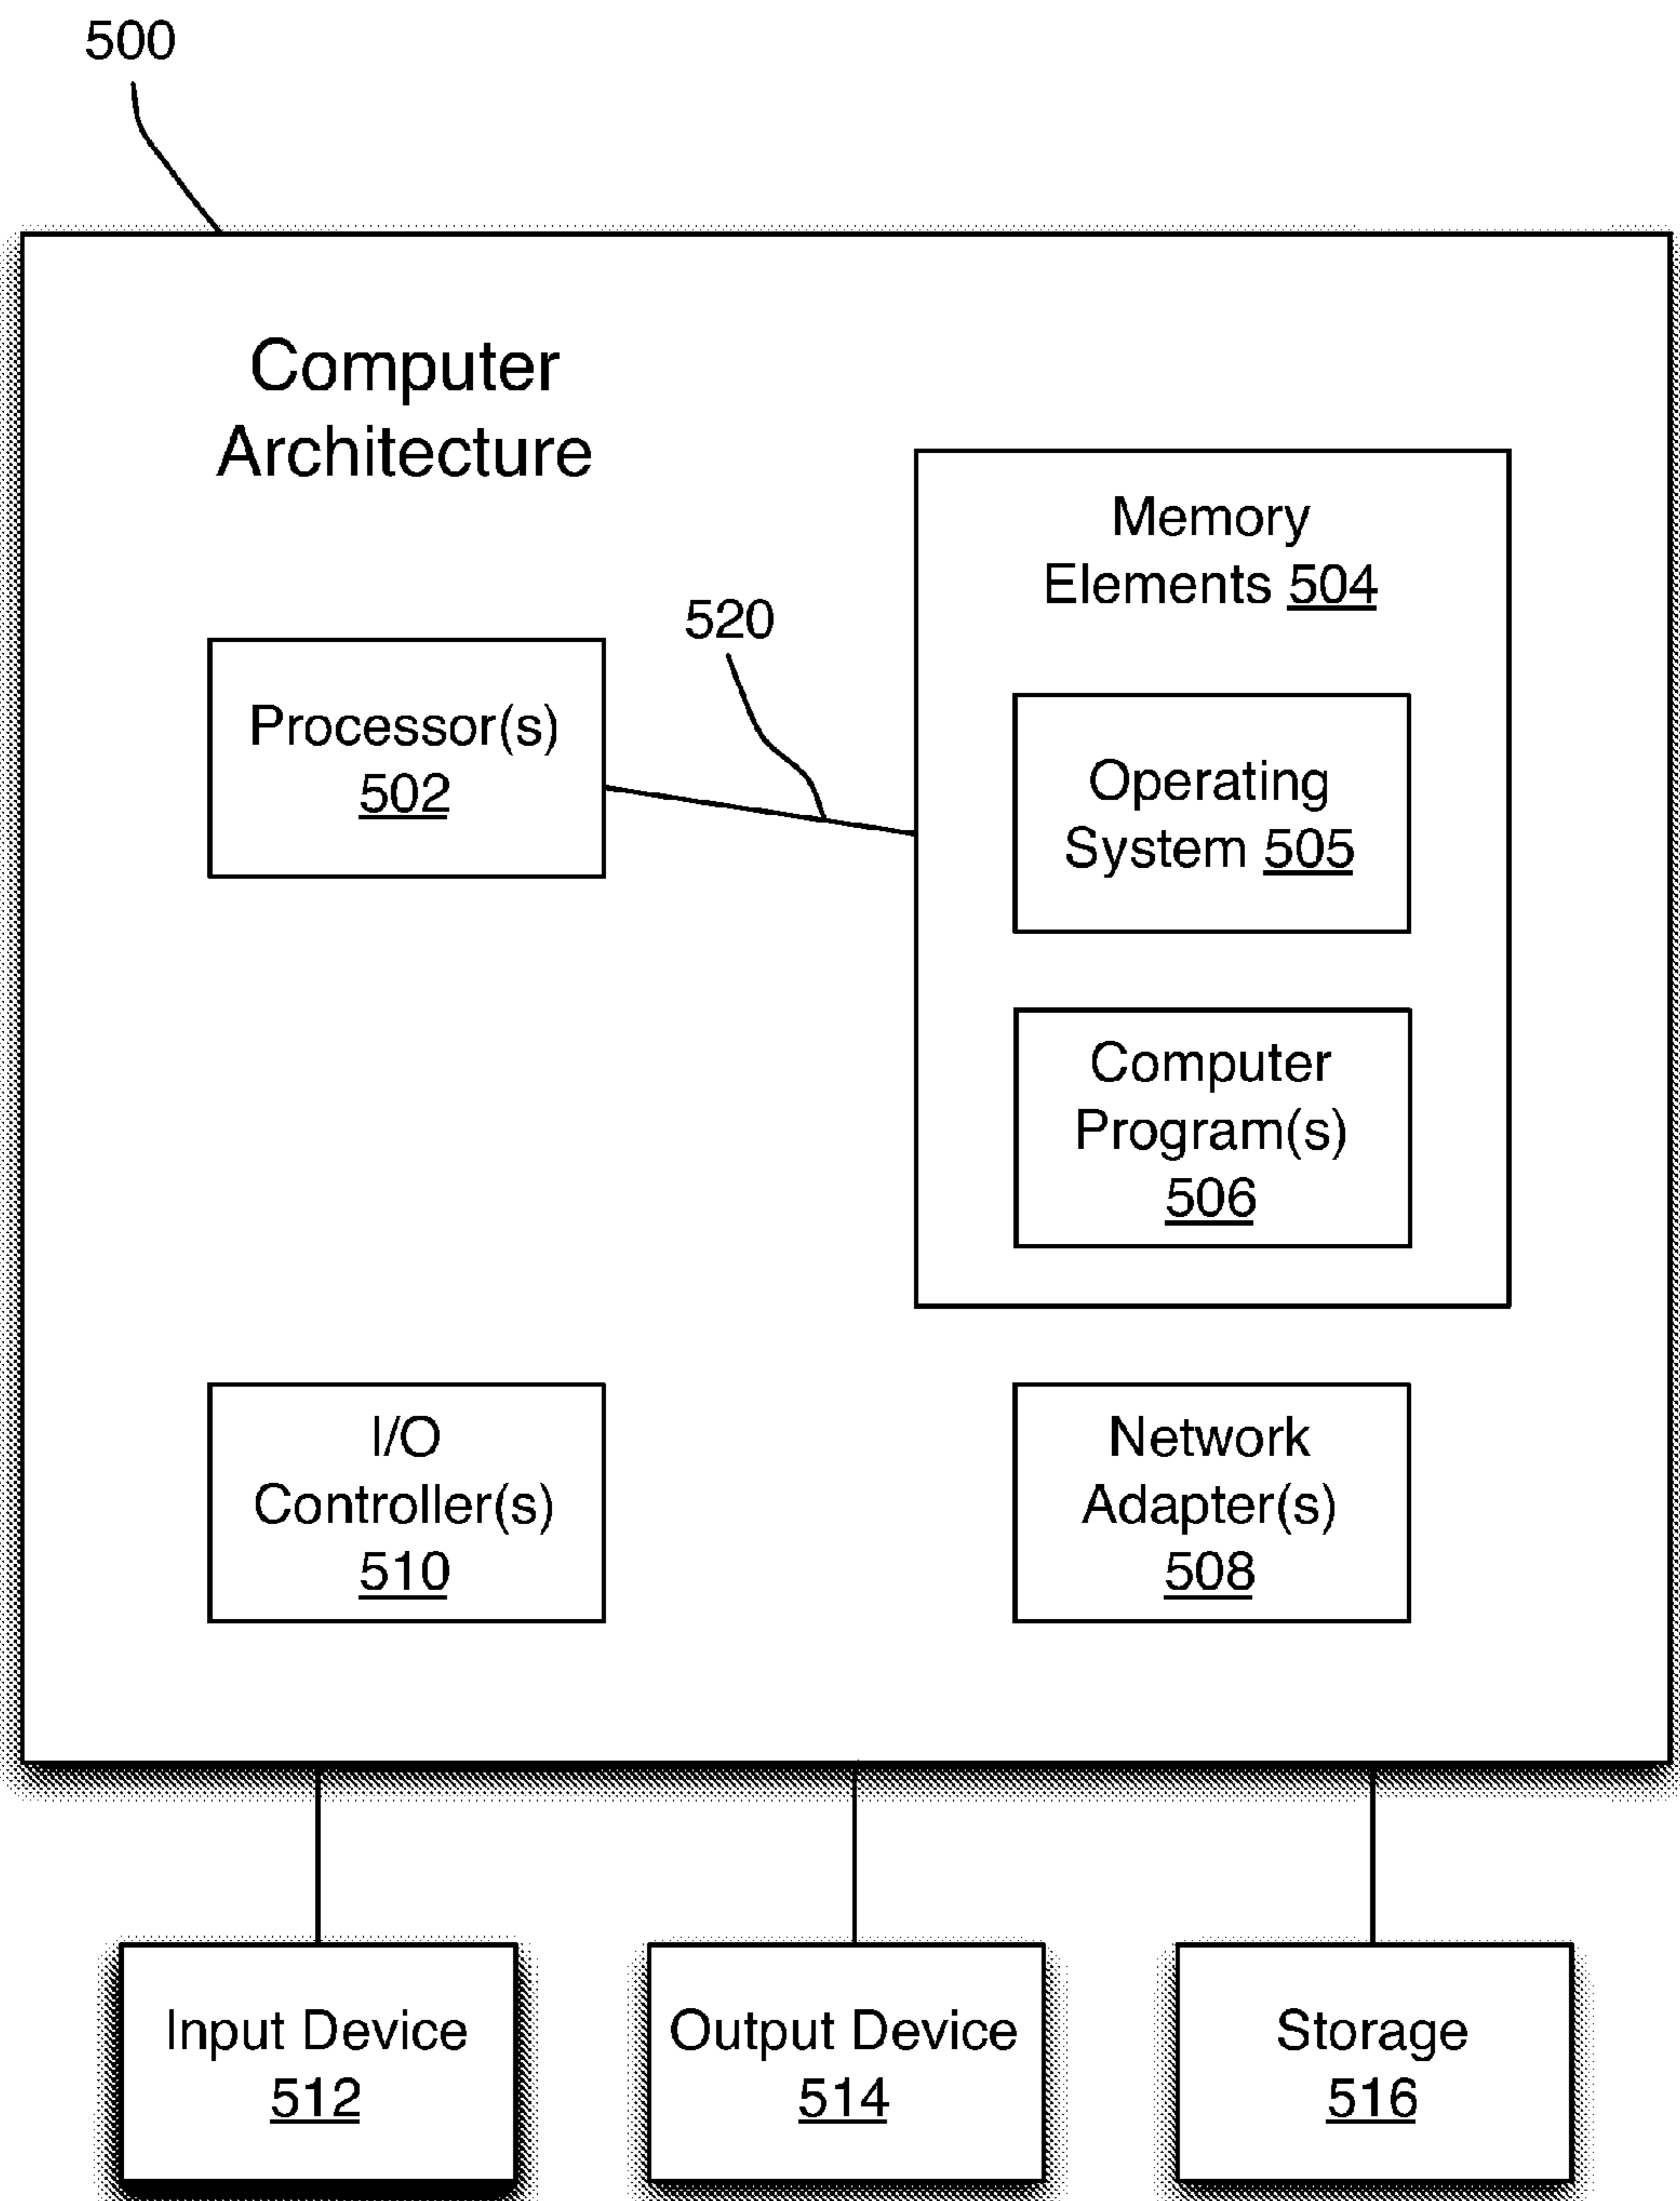 500
Computer
Architecture
Memory
Elements 504
520
Processor(s)
502
Operating
System 505
Computer
Program(s)
506
I/O
Controller(s)
510
Network
Adapter(s)
508
Input Device
512
Output Device
514
Storage
516